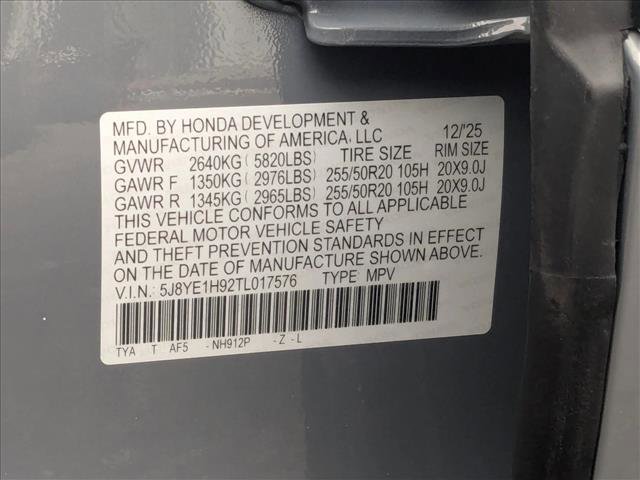 MFD. BY HONDA DEVELOPMENT &
MANUFACTURING OF AMERICA, LLC 12/'25
GVWR 2640KG ( 5820LBS) TIRE SIZE RIM SIZE
GAWR F 1350KG ( 2976LBS) 255/50R20 105H 20X9.0J
GAWR R 1345KG ( 2965LBS) 255/50R20 105H 20X9.0J
THIS VEHICLE CONFORMS TO ALL APPLICABLE
FEDERAL MOTOR VEHICLE SAFETY
AND THEFT PREVENTION STANDARDS IN EFFECT
ON THE DATE OF MANUFACTURE SHOWN ABOVE.
V.I.N.: 5J8YE1H92TL017576 TYPE: MPV
TYA T AF5 - NH912P - Z - L